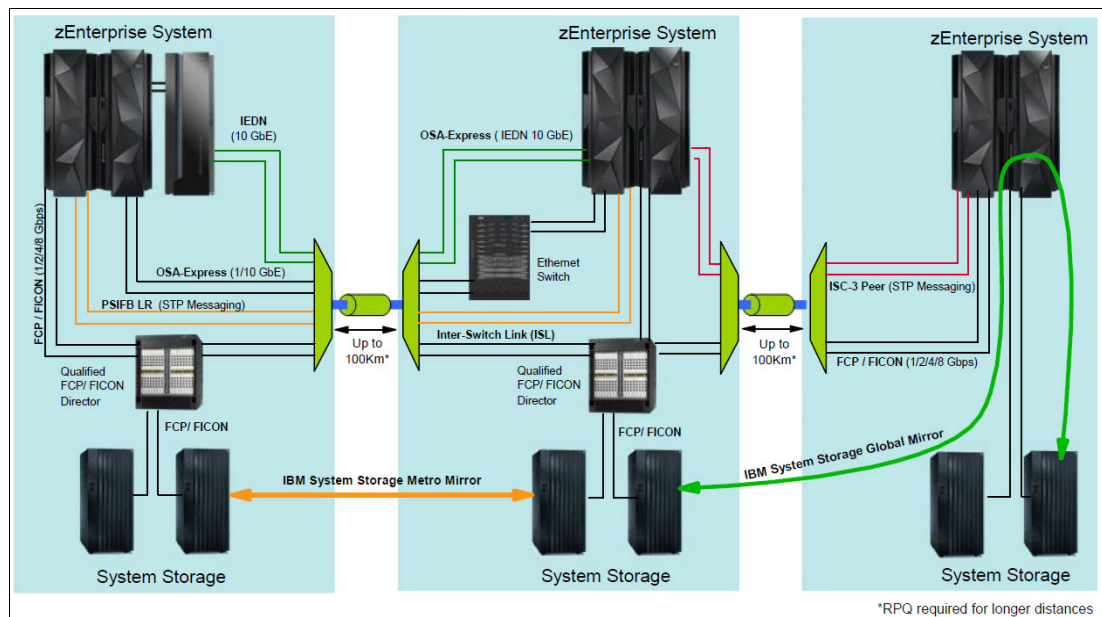 zEnterprise System
IEDN
(10 GbE)
FCP / FICON (1/2/4/8 Gbps)
OSA-Express (1/10 GbE)
PSIFB LR (STP Messaging)
Qualified
FCP/ FICON
Director
FCP/ FICON
System Storage
Up to
100Km*
zEnterprise System
OSA-Express ( IEDN 10 GbE)
Ethernet
Switch
Inter-Switch Link (ISL)
Qualified
FCP/ FICON
Director
FCP/ FICON
IBM System Storage Metro Mirror
System Storage
Up to
100Km*
zEnterprise System
ISC-3 Peer (STP Messaging)
FCP / FICON (1/2/4/8 Gbps)
IBM System Storage Global Mirror
System Storage
*RPQ required for longer distances